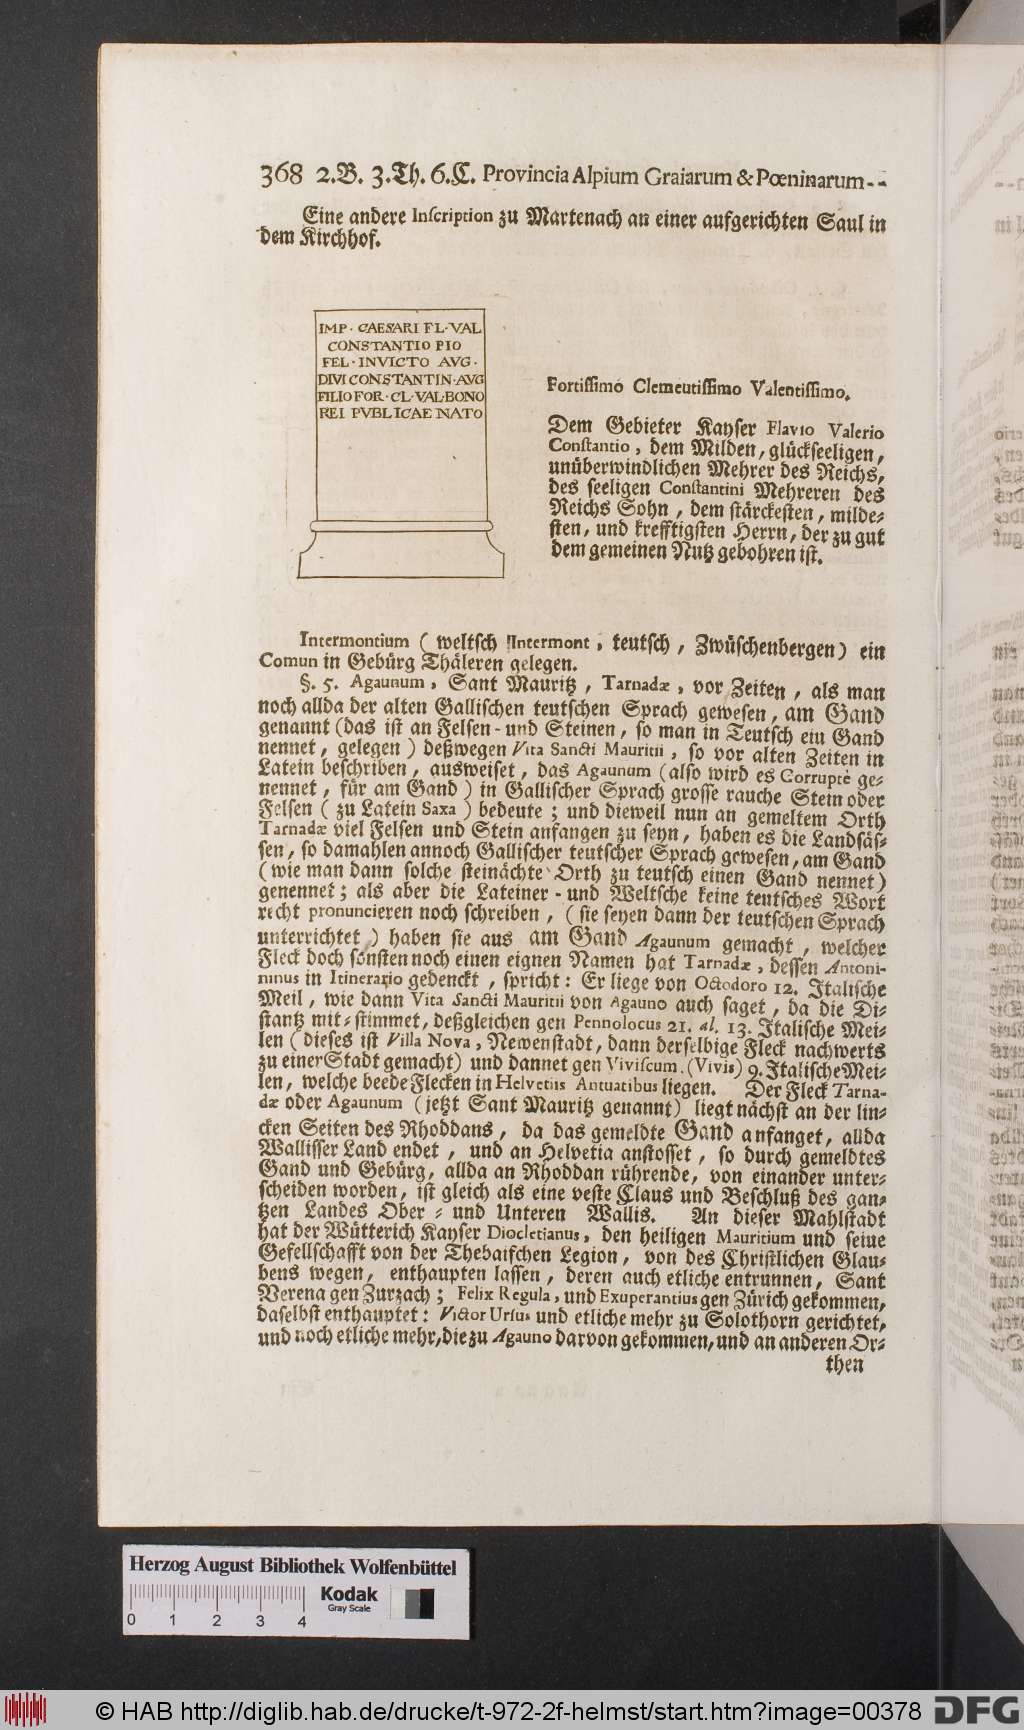 368 2.B. 3.Th. 6.C. Provincia Alpium Graiarum & Pœninarum--
Eine andere Inscription zu Martenach an einer aufgerichten Saul in
dem Kirchhof.
IMP · CAESARI FL · VAL
CONSTANTIO PIO
FEL · INVICTO AVG ·
DIVI CONSTANTIN · AVG
FILIO FOR · CL · VAL · BONO
REI PVBLICAE NATO
Fortissimo Clemeutissimo Valentissimo.
Dem Gebieter Kayser Flavio Valerio
Constantio, dem Milden, glückseeligen,
unüberwindlichen Mehrer des Reichs,
des seeligen Constantini Mehreren des
Reichs Sohn, dem stärckesten, milde-
sten, und krefftigsten Herrn, der zu gut
dem gemeinen Nutz gebohren ist.
Intermontium (weltsch Intermont, teutsch, Zwüschenbergen) ein
Comun in Gebürg Thäleren gelegen.
§. 5. Agaunum, Sant Mauritz, Tarnadæ, vor Zeiten, als man
noch allda der alten Gallischen teutschen Sprach gewesen, am Gand
genannt (das ist an Felsen- und Steinen, so man in Teutsch ein Gand
nennet, gelegen) deßwegen Vita Sancti Mauritii, so vor alten Zeiten in
Latein beschriben, ausweiset, das Agaunum (also wird es Corruptè ge-
nennet, für am Gand) in Gallischer Sprach grosse rauche Stein oder
Felsen (zu Latein Saxa) bedeute; und dieweil nun an gemeltem Orth
Tarnadæ viel Felsen und Stein anfangen zu seyn, haben es die Landsäs-
sen, so damahlen annoch Gallischer teutscher Sprach gewesen, am Gand
(wie man dann solche steinächte Orth zu teutsch einen Gand nennet)
genennet; als aber die Lateiner- und Weltsche keine teutsches Wort
recht pronuncieren noch schreiben, (sie seyen dann der teutschen Sprach
unterrichtet) haben sie aus am Gand Agaunum gemacht, welcher
Fleck doch sonsten noch einen eignen Namen hat Tarnadæ, dessen Antoni-
ninus in Itinerario gedenckt, spricht: Er liege von Octodoro 12. Italische
Meil, wie dann Vita Sancti Mauritii von Agauno auch saget, da die Di-
stantz mit-stimmet, deßgleichen gen Pennolocus 21. al. 13. Italische Mei-
len (dieses ist Villa Nova, Newenstadt, dann derselbige Fleck nachwerts
zu einer Stadt gemacht) und dannet gen Viviscum. (Vivis) 9. Italische Mei-
len, welche beede Flecken in Helvetiis Antuatibus liegen. Der Fleck Tarna-
dæ oder Agaunum (jetzt Sant Mauritz genannt) liegt nächst an der lin-
cken Seiten des Rhoddans, da das gemeldte Gand anfanget, allda
Wallisser Land endet, und an Helvetia anstosset, so durch gemeldtes
Gand und Gebürg, allda an Rhoddan rührende, von einander unter-
scheiden worden, ist gleich als eine veste Claus und Beschluß des gan-
tzen Landes Ober- und Unteren Wallis. An dieser Mahlstadt
hat der Wütterich Kayser Diocletianus, den heiligen Mauritium und seiue
Gesellschafft von der Thebaischen Legion, von des Christlichen Glau-
bens wegen, enthaupten lassen, deren auch etliche entrunnen, Sant
Verena gen Zurzach; Felix Regula, und Exuperantius gen Zürich gekommen,
daselbst enthauptet: Victor Ursus und etliche mehr zu Solothorn gerichtet,
und noch etliche mehr, die zu Agauno darvon gekommen, und an anderen Or-
then
Herzog August Bibliothek Wolfenbüttel
Kodak
Gray Scale
0 1 2 3 4
© HAB http://diglib.hab.de/drucke/t-972-2f-helmst/start.htm?image=00378 DFG